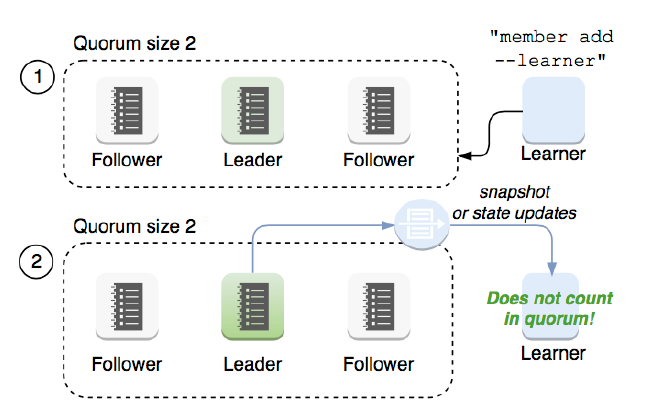 Quorum size 2
"member add
--learner"
1
Follower
Leader
Follower
Learner
snapshot
or state updates
Quorum size 2
2
Does not count
in quorum!
Follower
Leader
Follower
Learner